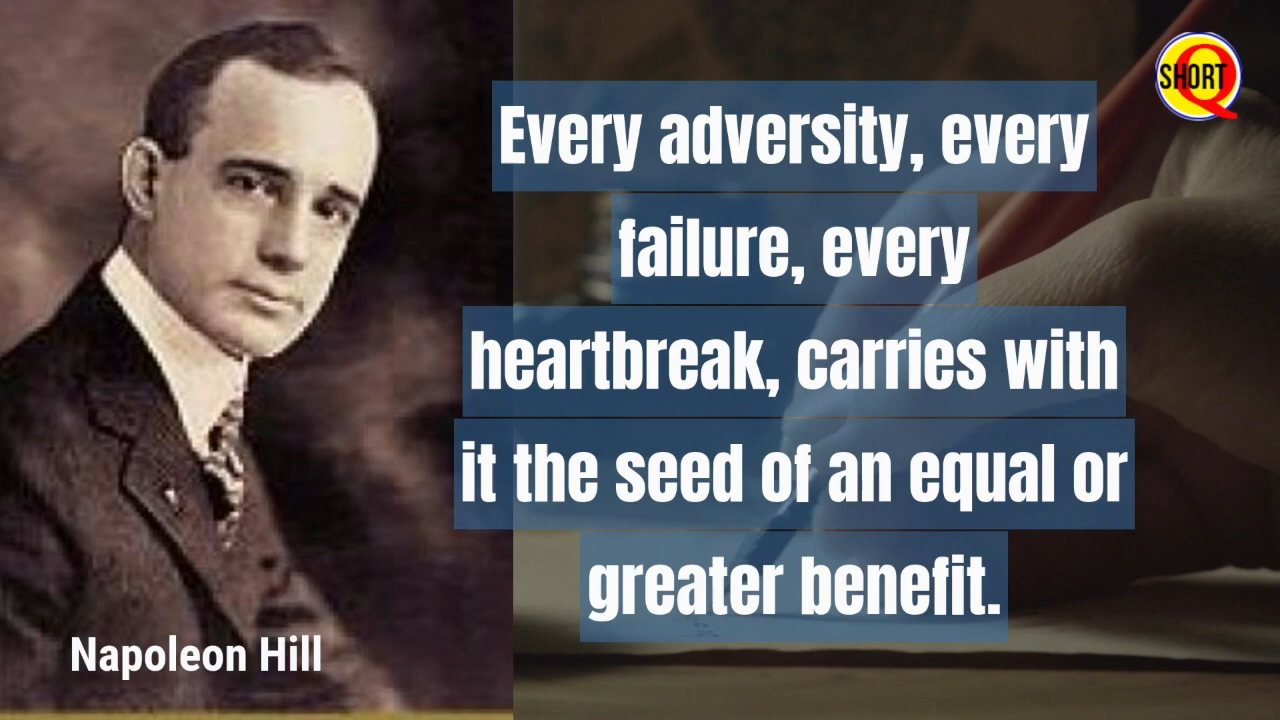 Every adversity, every
failure, every
heartbreak, carries with
it the seed of an equal or
greater benefit.
Napoleon Hill
SHORT Q